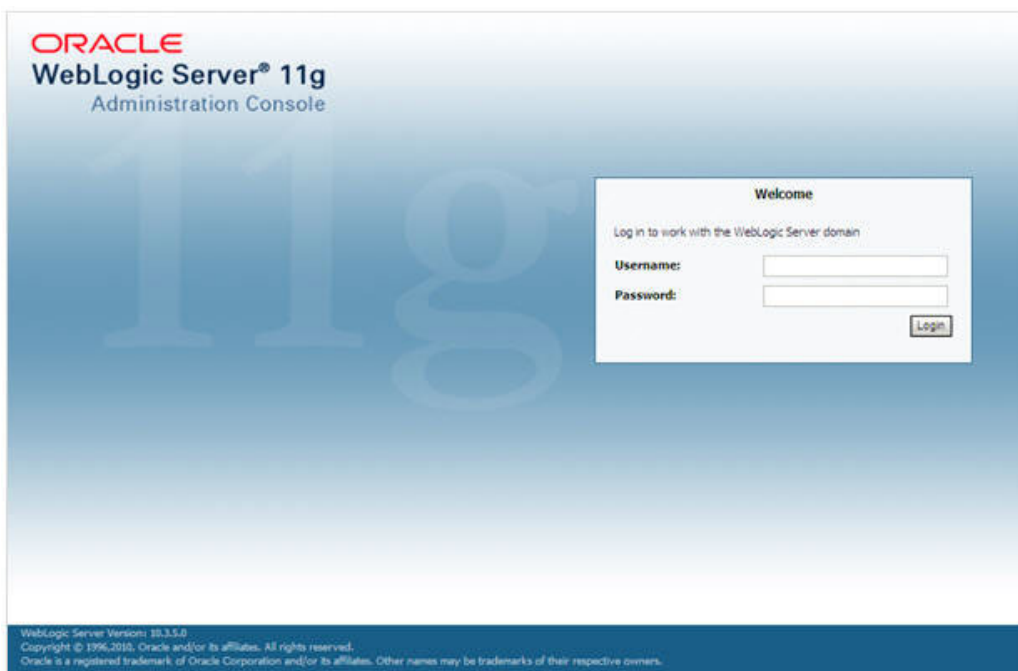 ORACLE
WebLogic Server® 11g
Administration Console
11g
Welcome
Log in to work with the WebLogic Server domain
Username:
Password:
Login
WebLogic Server Version: 10.3.5.0
Copyright © 1996,2010, Oracle and/or its affiliates. All rights reserved.
Oracle is a registered trademark of Oracle Corporation and/or its affiliates. Other names may be trademarks of their respective owners.